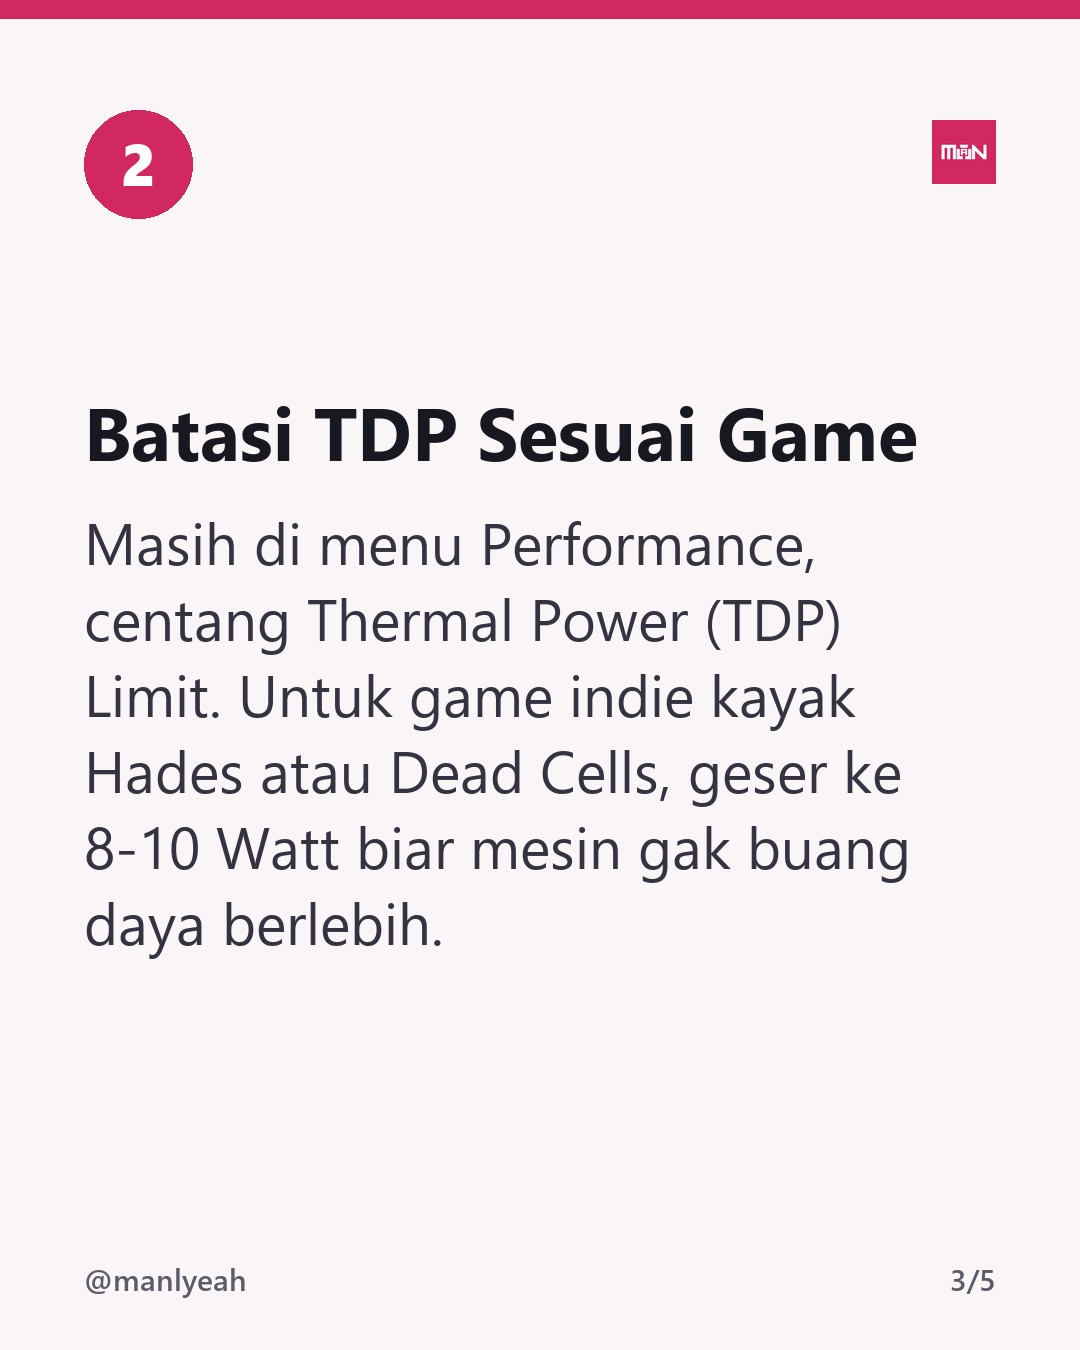 2
Batasi TDP Sesuai Game
Masih di menu Performance,
centang Thermal Power (TDP)
Limit. Untuk game indie kayak
Hades atau Dead Cells, geser ke
8-10 Watt biar mesin gak buang
daya berlebih.
@manlyeah
3/5